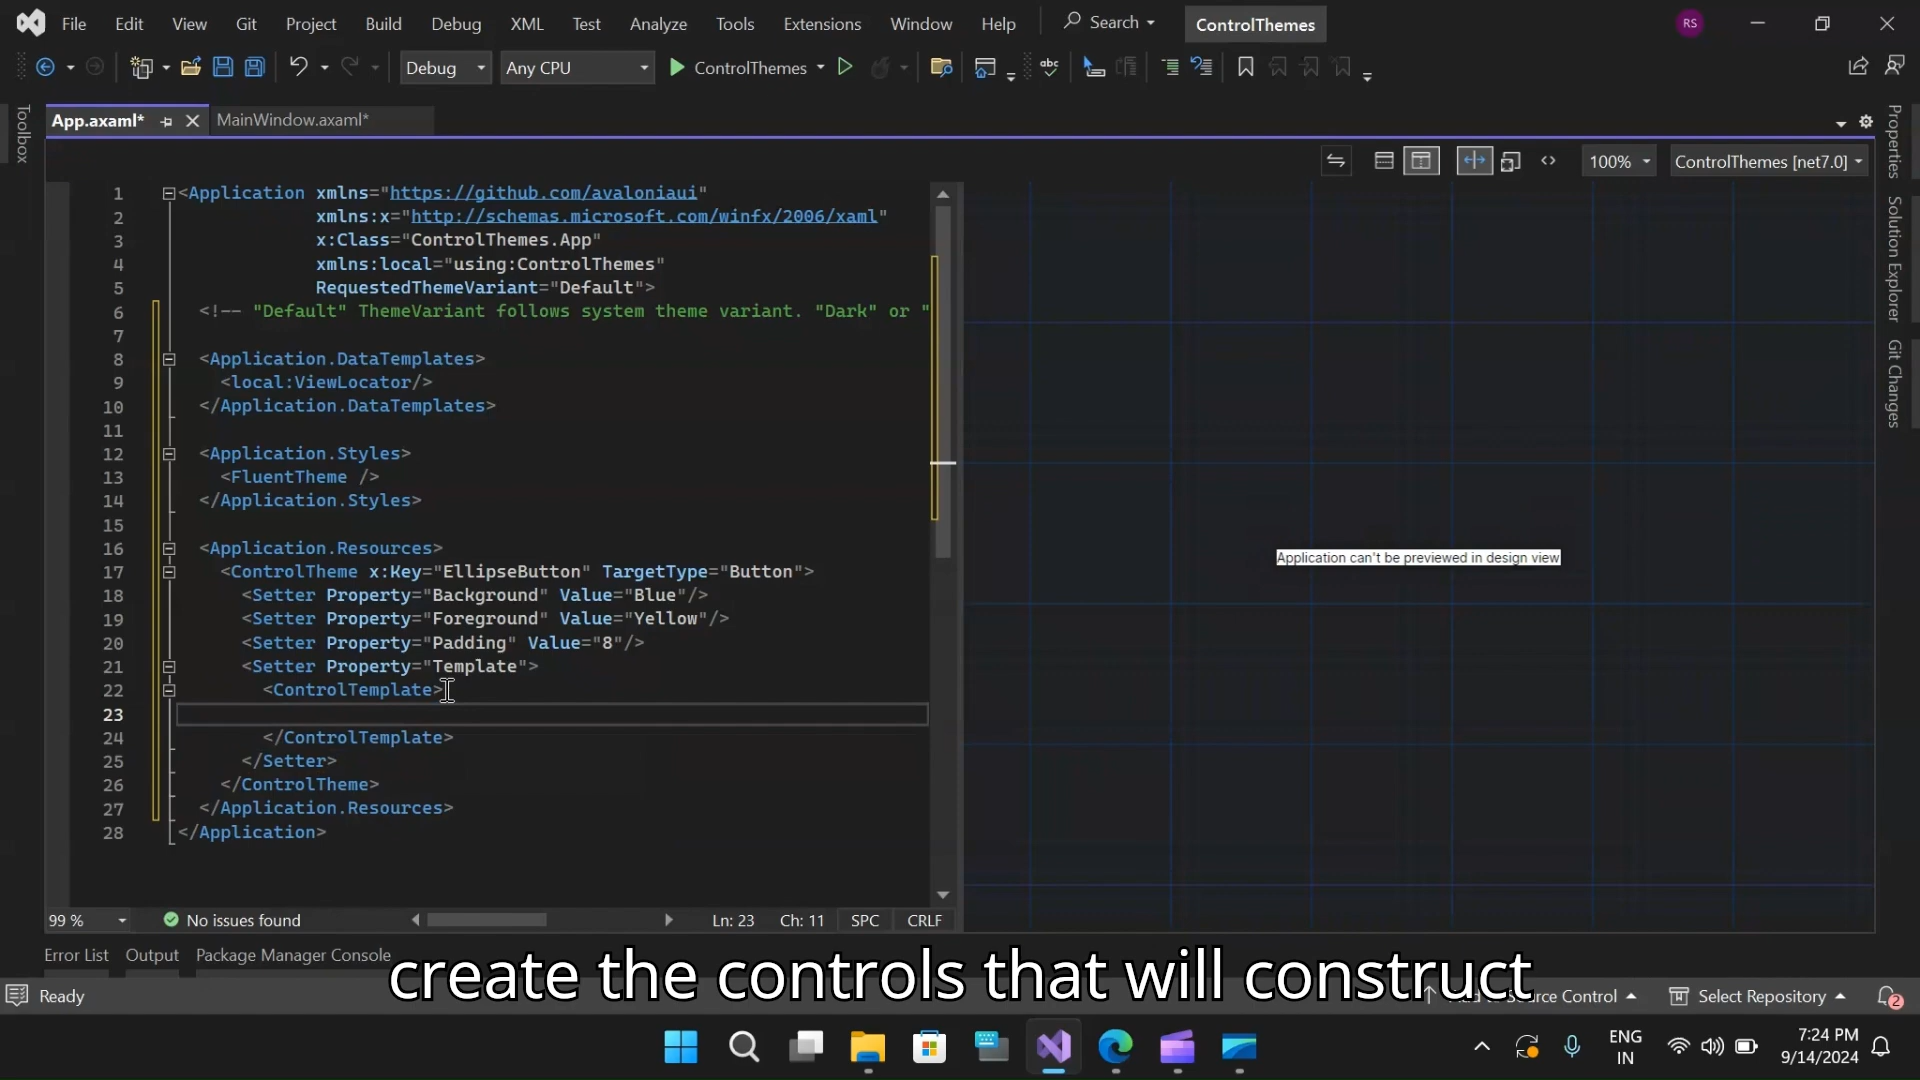 File Edit View Git Project Build Debug XML Test Analyze Tools Extensions Window Help Search ControlThemes RS
Debug Any CPU ControlThemes abc
App.axaml* MainWindow.axaml*
100% ControlThemes [net7.0]
Toolbox
Properties
Solution Explorer
Git Changes
1 <Application xmlns="https://github.com/avaloniaui"
2 xmlns:x="http://schemas.microsoft.com/winfx/2006/xaml"
3 x:Class="ControlThemes.App"
4 xmlns:local="using:ControlThemes"
5 RequestedThemeVariant="Default">
6 <!-- "Default" ThemeVariant follows system theme variant. "Dark" or "
7
8 <Application.DataTemplates>
9 <local:ViewLocator/>
10 </Application.DataTemplates>
11
12 <Application.Styles>
13 <FluentTheme />
14 </Application.Styles>
15
16 <Application.Resources>
17 <ControlTheme x:Key="EllipseButton" TargetType="Button">
18 <Setter Property="Background" Value="Blue"/>
19 <Setter Property="Foreground" Value="Yellow"/>
20 <Setter Property="Padding" Value="8"/>
21 <Setter Property="Template">
22 <ControlTemplate>
23
24 </ControlTemplate>
25 </Setter>
26 </ControlTheme>
27 </Application.Resources>
28 </Application>
Application can't be previewed in design view
99 % No issues found Ln: 23 Ch: 11 SPC CRLF
Error List Output Package Manager Console
create the controls that will construct
Ready Source Control Select Repository 2
ENG
IN
7:24 PM
9/14/2024